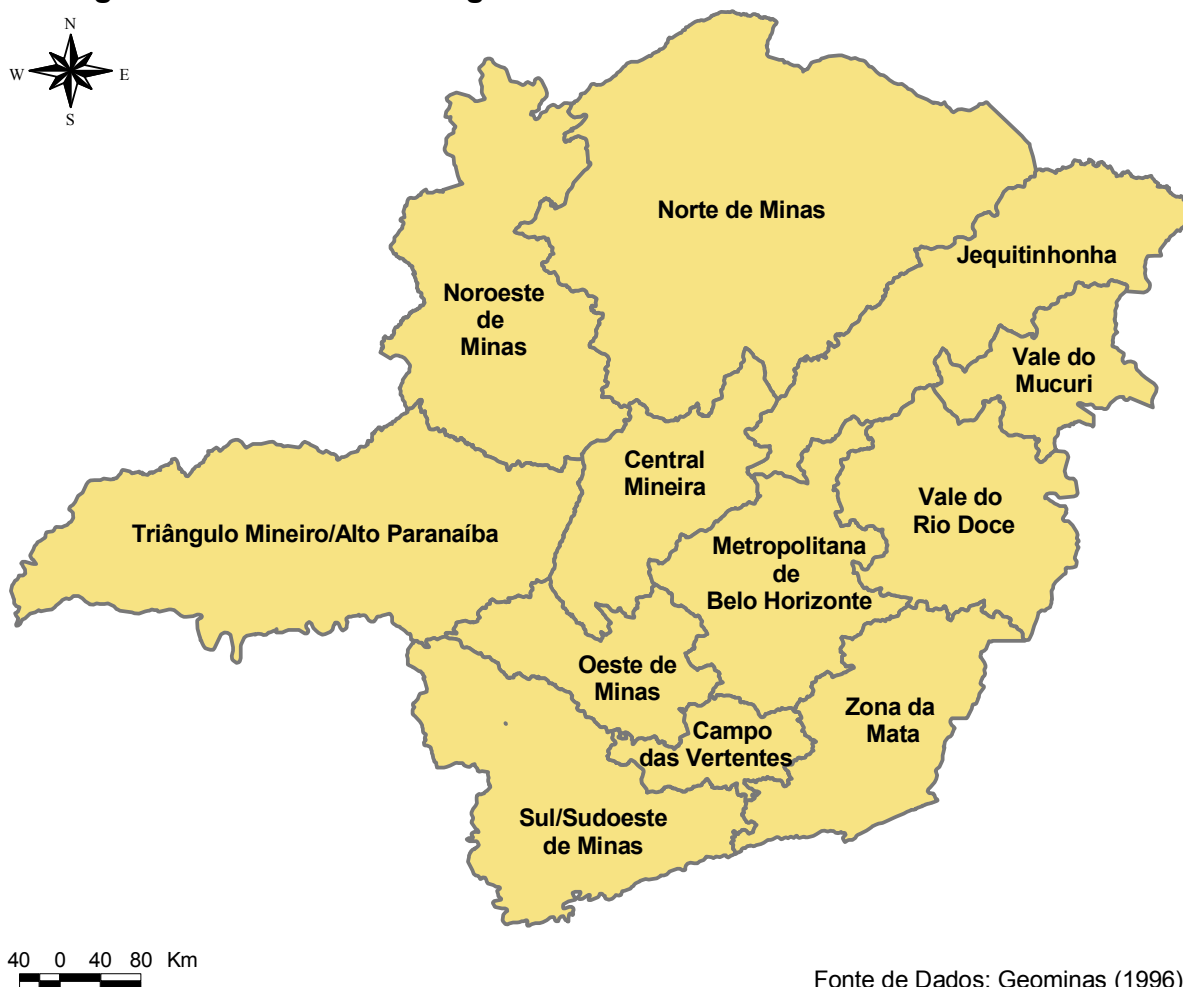 N
W E
S
Norte de Minas
Jequitinhonha
Noroeste
de
Minas
Vale do
Mucuri
Central
Mineira
Vale do
Rio Doce
Triângulo Mineiro/Alto Paranaíba
Metropolitana
de
Belo Horizonte
Oeste de
Minas
Zona da
Mata
Campo
das Vertentes
Sul/Sudoeste
de Minas
40 0 40 80 Km
Fonte de Dados: Geominas (1996)